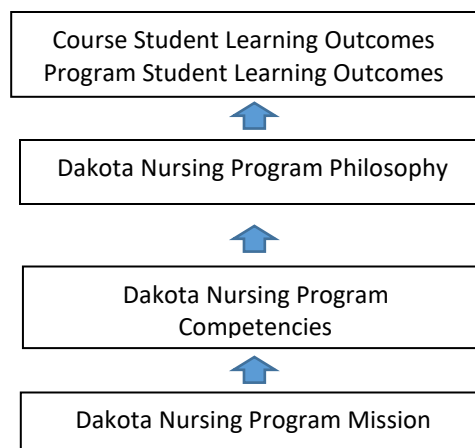 Course Student Learning Outcomes
Program Student Learning Outcomes
Dakota Nursing Program Philosophy
Dakota Nursing Program
Competencies
Dakota Nursing Program Mission